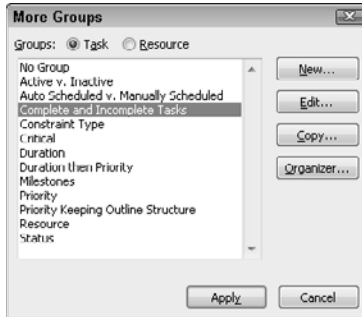 More Groups
Groups: Task Resource
No Group
Active v. Inactive
Auto Scheduled v. Manually Scheduled
Complete and Incomplete Tasks
Constraint Type
Critical
Duration
Duration then Priority
Milestones
Priority
Priority Keeping Outline Structure
Resource
Status
New...
Edit...
Copy...
Organizer...
Apply Cancel